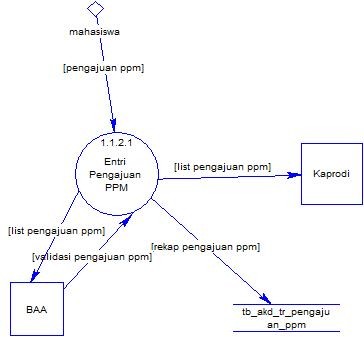 mahasiswa
[pengajuan ppm]
1.1.2.1
Entri
Pengajuan
PPM
[list pengajuan ppm]
Kaprodi
[list pengajuan ppm]
[validasi pengajuan ppm]
[rekap pengajuan ppm]
BAA
tb_akd_tr_pengaju
an_ppm